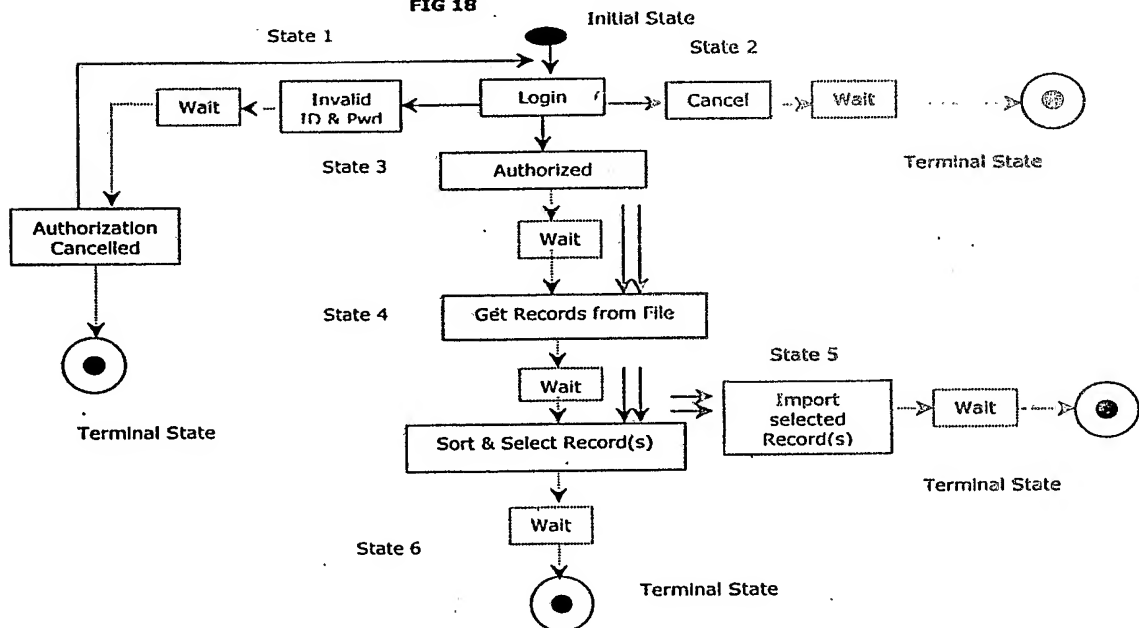 FIG 18
Initial State
State 1
State 2
Wait
Invalid
ID & Pwd
Login
Cancel
Wait
Terminal State
State 3
Authorized
Authorization
Cancelled
Wait
State 4
Get Records from File
State 5
Wait
Import
selected
Record(s)
Wait
Terminal State
Sort & Select Record(s)
Terminal State
Wait
State 6
Terminal State